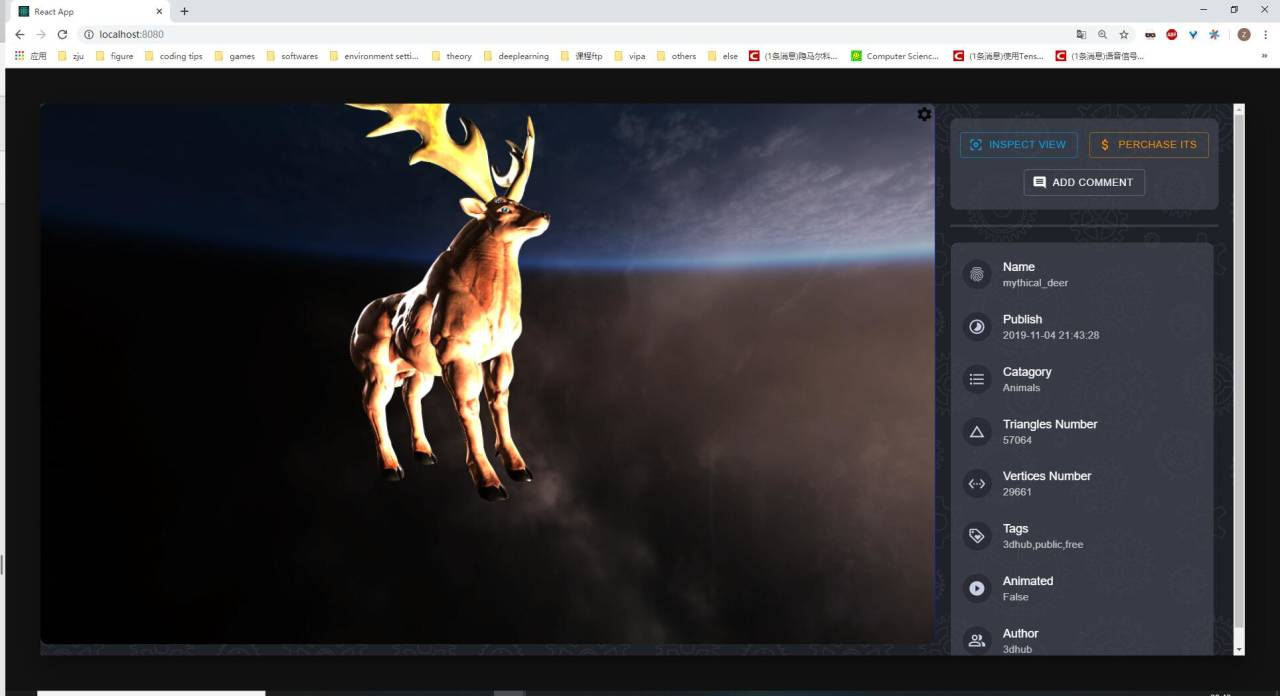 React App
localhost:8080
应用
zju
figure
coding tips
games
softwares
environment setti...
theory
deeplearning
课程ftp
vipa
others
else
(1条消息)隐马尔科...
Computer Scienc...
(1条消息)使用Tens...
(1条消息)语音信号...
INSPECT VIEW
PERCHASE ITS
ADD COMMENT
Name
mythical_deer
Publish
2019-11-04 21:43:28
Catagory
Animals
Triangles Number
57064
Vertices Number
29661
Tags
3dhub,public,free
Animated
False
Author
3dhub